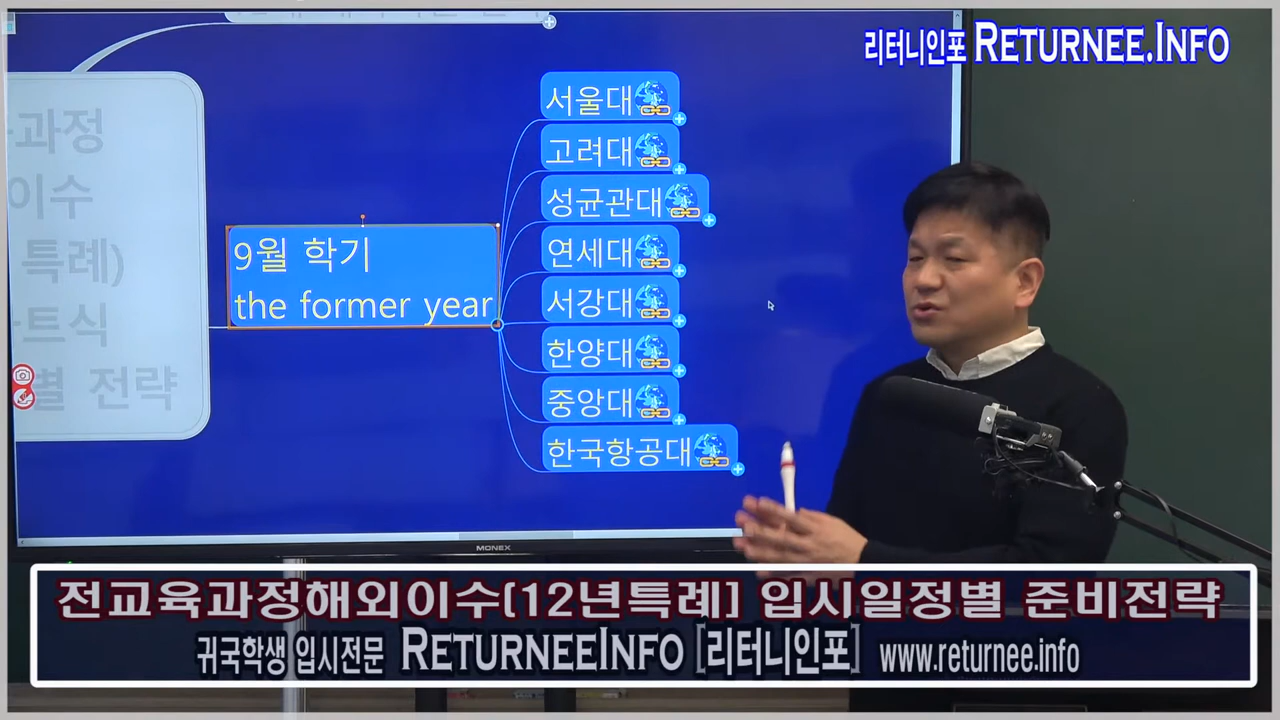 리터니인포 RETURNEE.INFO
과정
이수
특례)
트식
별 전략
9월 학기
the former year
서울대
고려대
성균관대
연세대
서강대
한양대
중앙대
한국항공대
MONEX
전교육과정해외이수(12년특례) 입시일정별 준비전략
귀국학생 입시전문 RETURNEEINFO [리터니인포] www.returnee.info